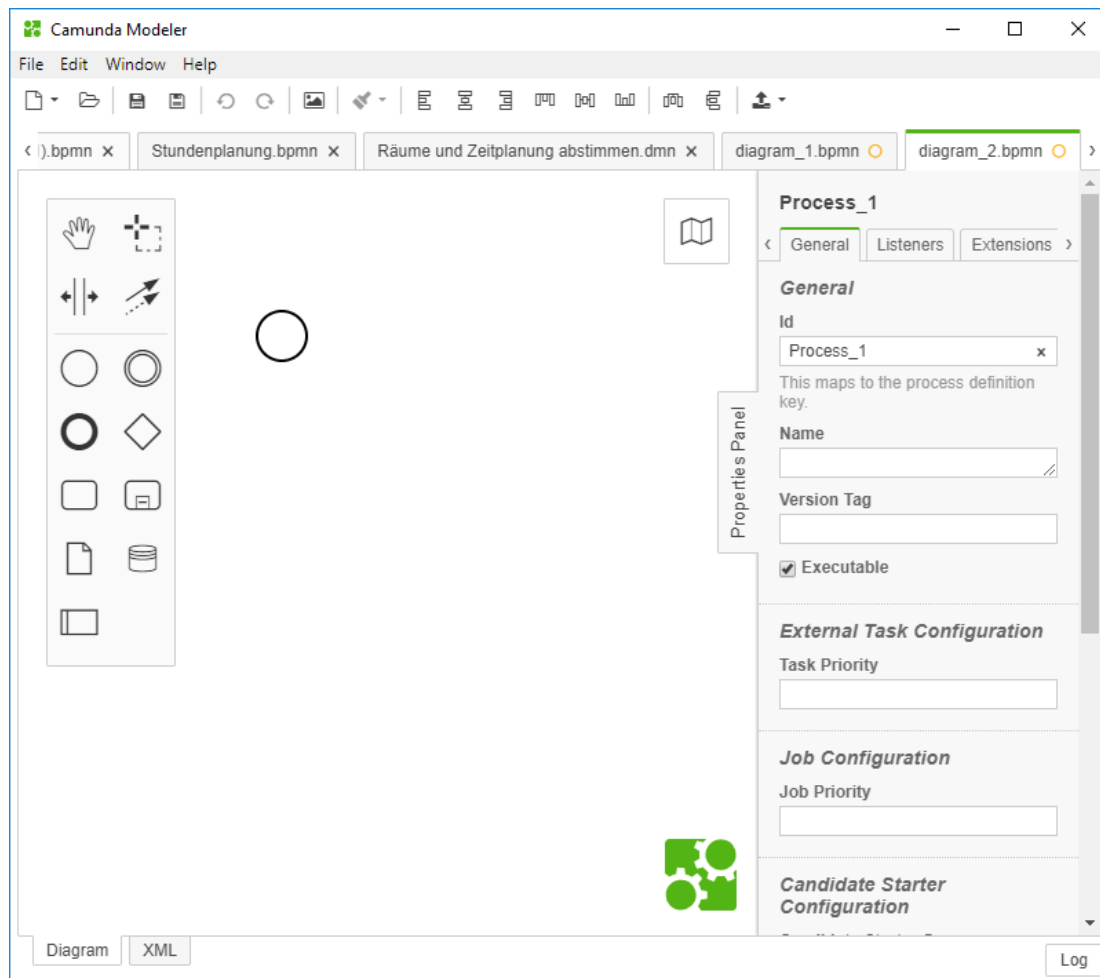 Camunda Modeler
File Edit Window Help
).bpmn Stundenplanung.bpmn Räume und Zeitplanung abstimmen.dmn diagram_1.bpmn diagram_2.bpmn
Process_1
General Listeners Extensions
General
Id
Process_1
This maps to the process definition
key.
Name
Properties Panel
Version Tag
Executable
External Task Configuration
Task Priority
Job Configuration
Job Priority
Candidate Starter
Configuration
Diagram XML
Log